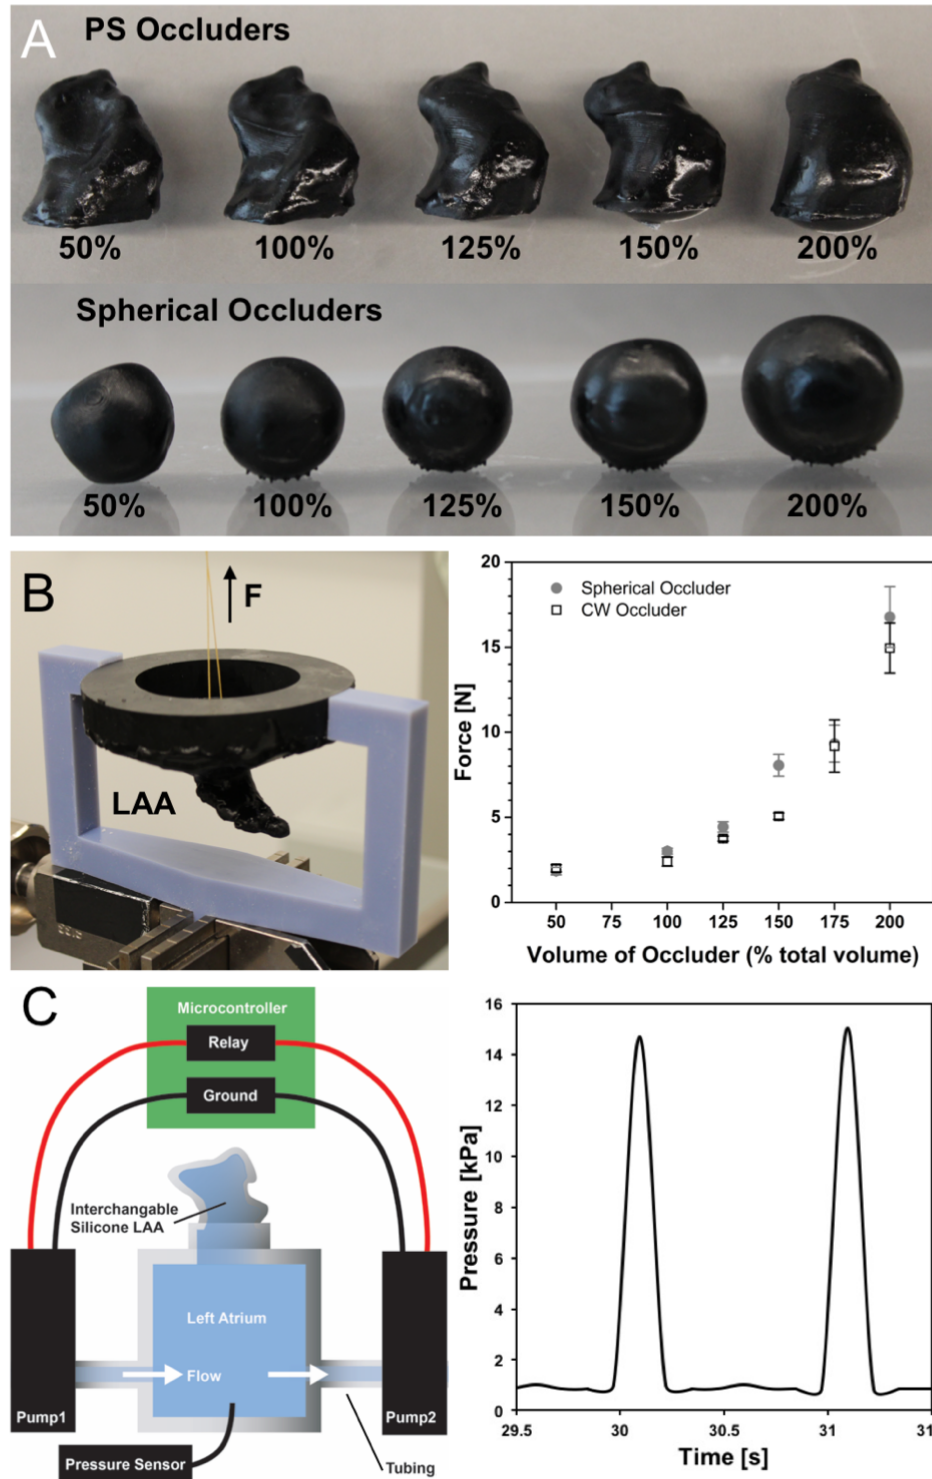 A
PS Occluders
50%
100%
125%
150%
200%
Spherical Occluders
50%
100%
125%
150%
200%
B
F
LAA
20
15
10
5
0
Force [N]
Spherical Occluder
CW Occluder
50
75
100
125
150
175
200
Volume of Occluder (% total volume)
C
Microcontroller
Relay
Ground
Interchangable
Silicone LAA
Left Atrium
Flow
Pump1
Pump2
Pressure Sensor
Tubing
16
14
12
10
8
6
4
2
0
Pressure [kPa]
29.5
30
30.5
31
Time [s]